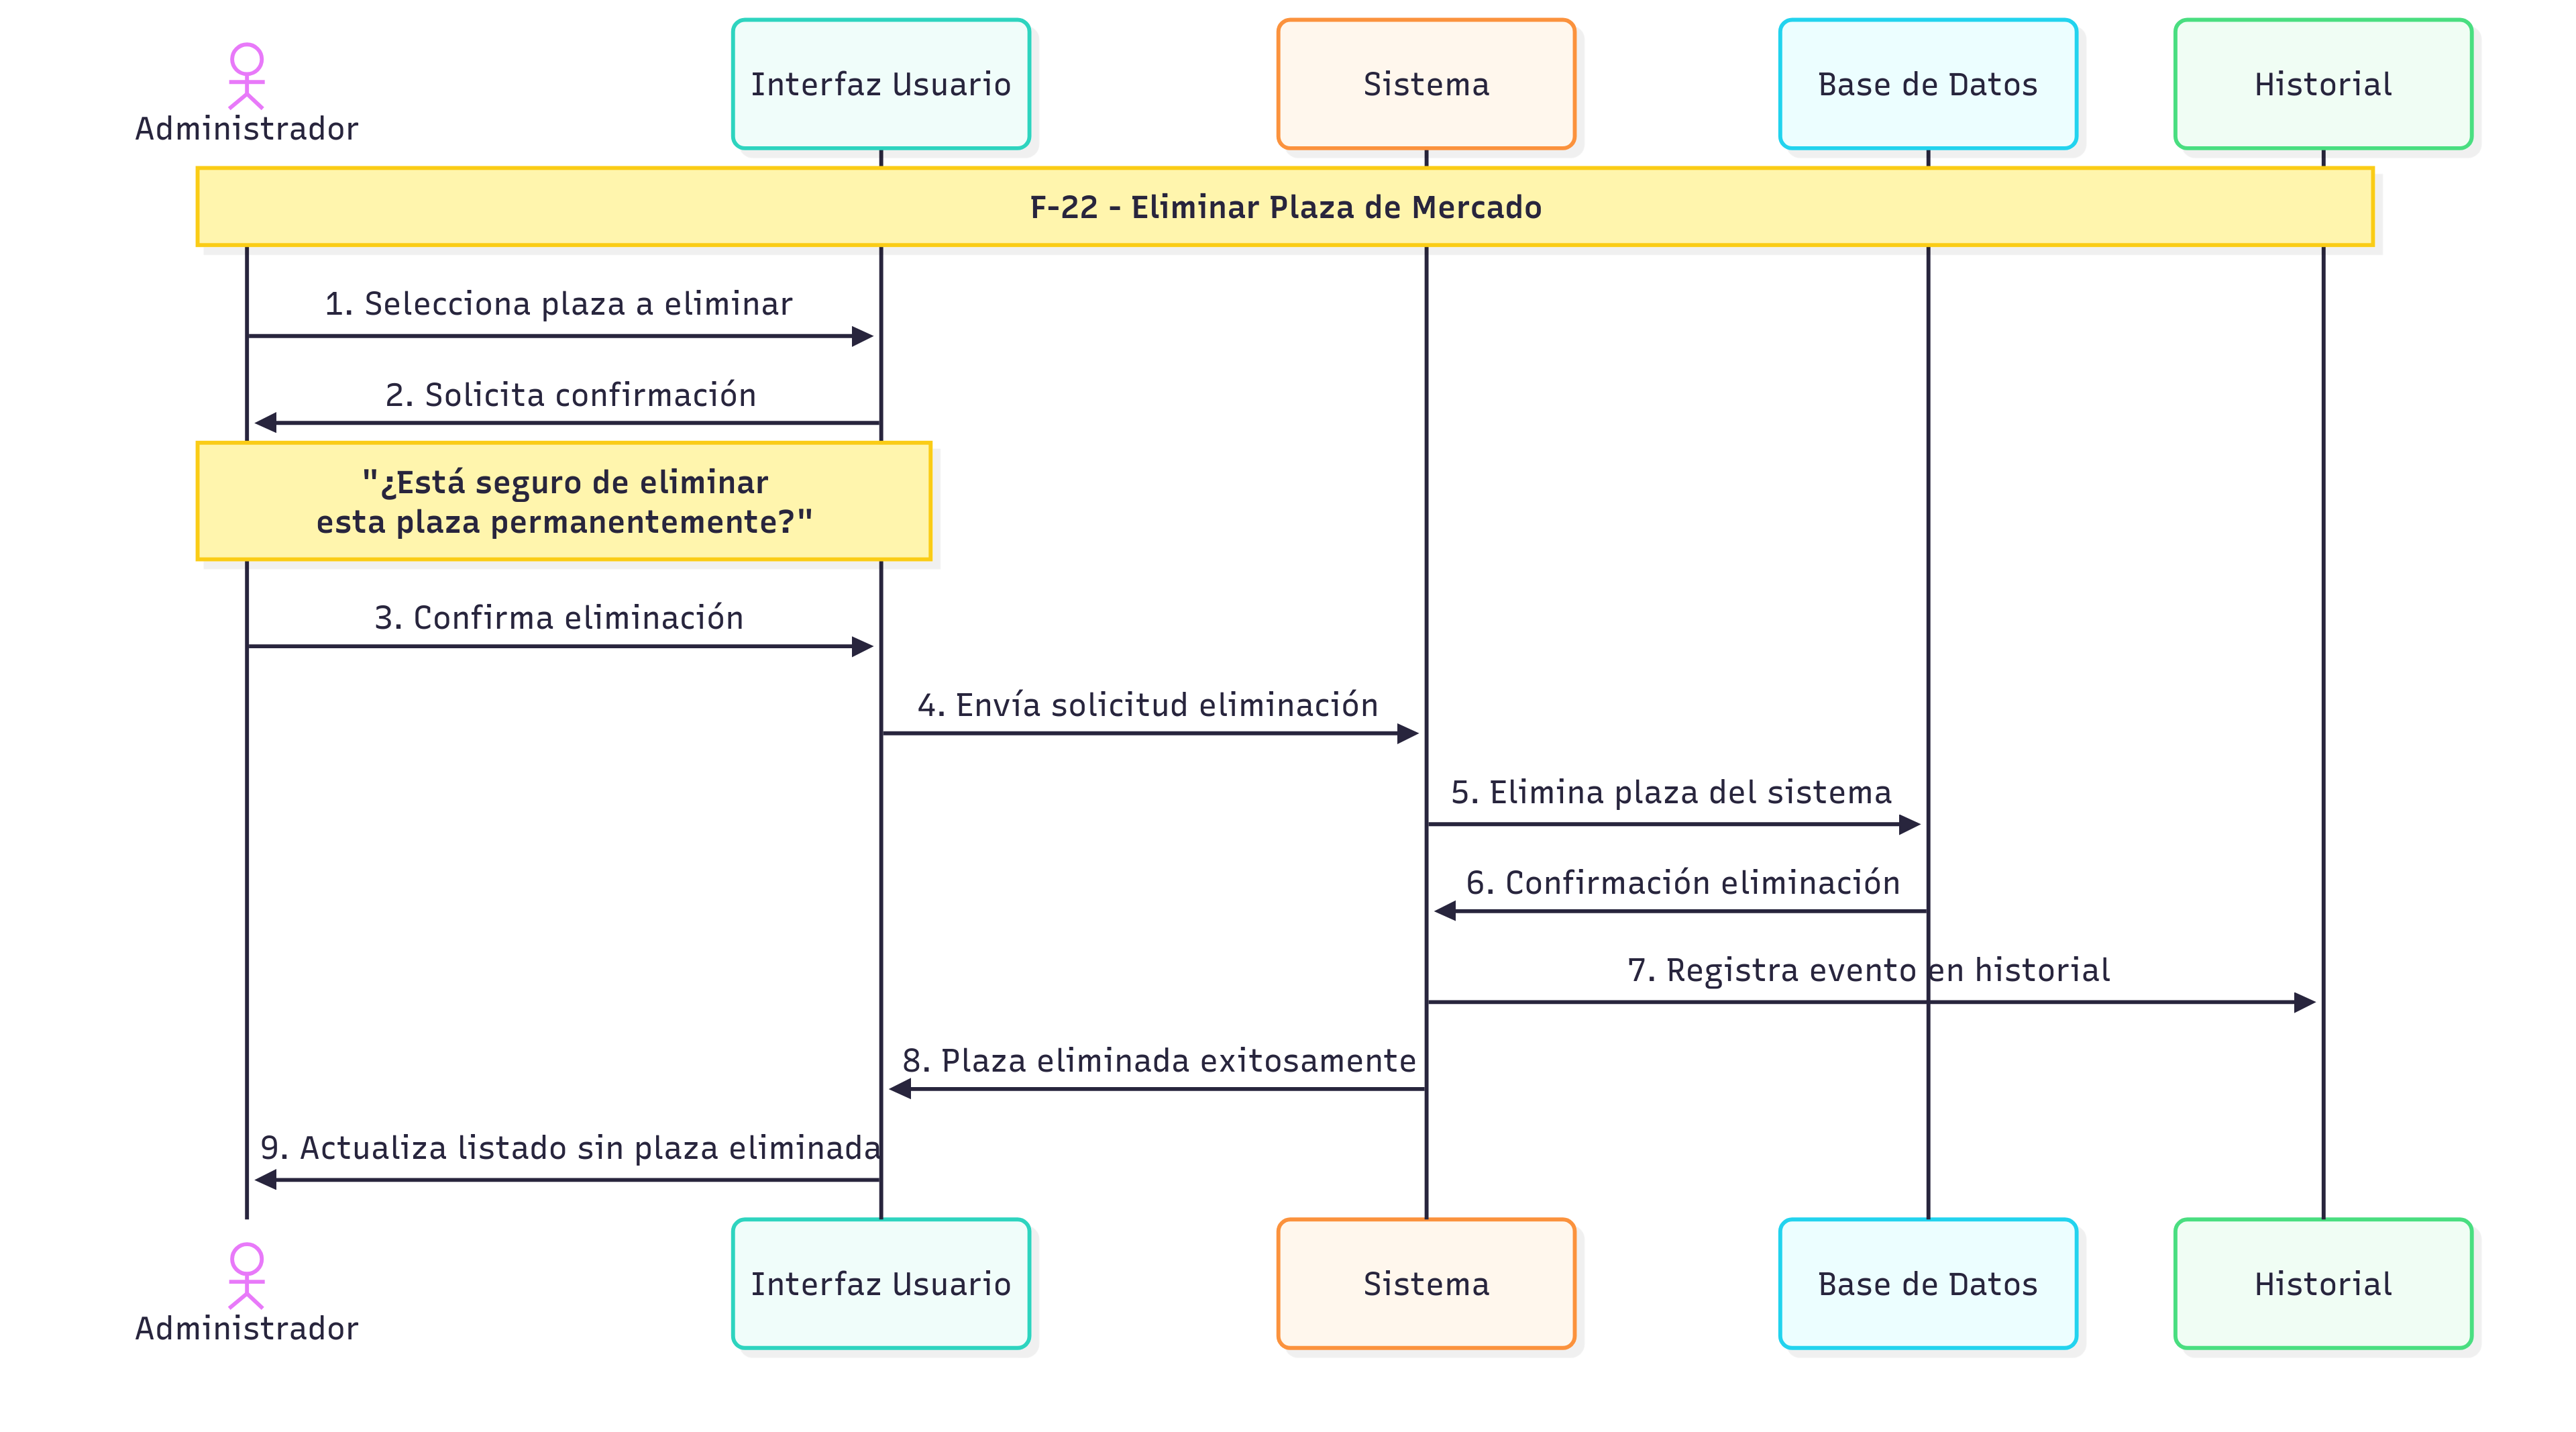 Administrador
Interfaz Usuario
Sistema
Base de Datos
Historial
F-22 - Eliminar Plaza de Mercado
1. Selecciona plaza a eliminar
2. Solicita confirmación
"¿Está seguro de eliminar
esta plaza permanentemente?"
3. Confirma eliminación
4. Envía solicitud eliminación
5. Elimina plaza del sistema
6. Confirmación eliminación
7. Registra evento en historial
8. Plaza eliminada exitosamente
9. Actualiza listado sin plaza eliminada
Administrador
Interfaz Usuario
Sistema
Base de Datos
Historial